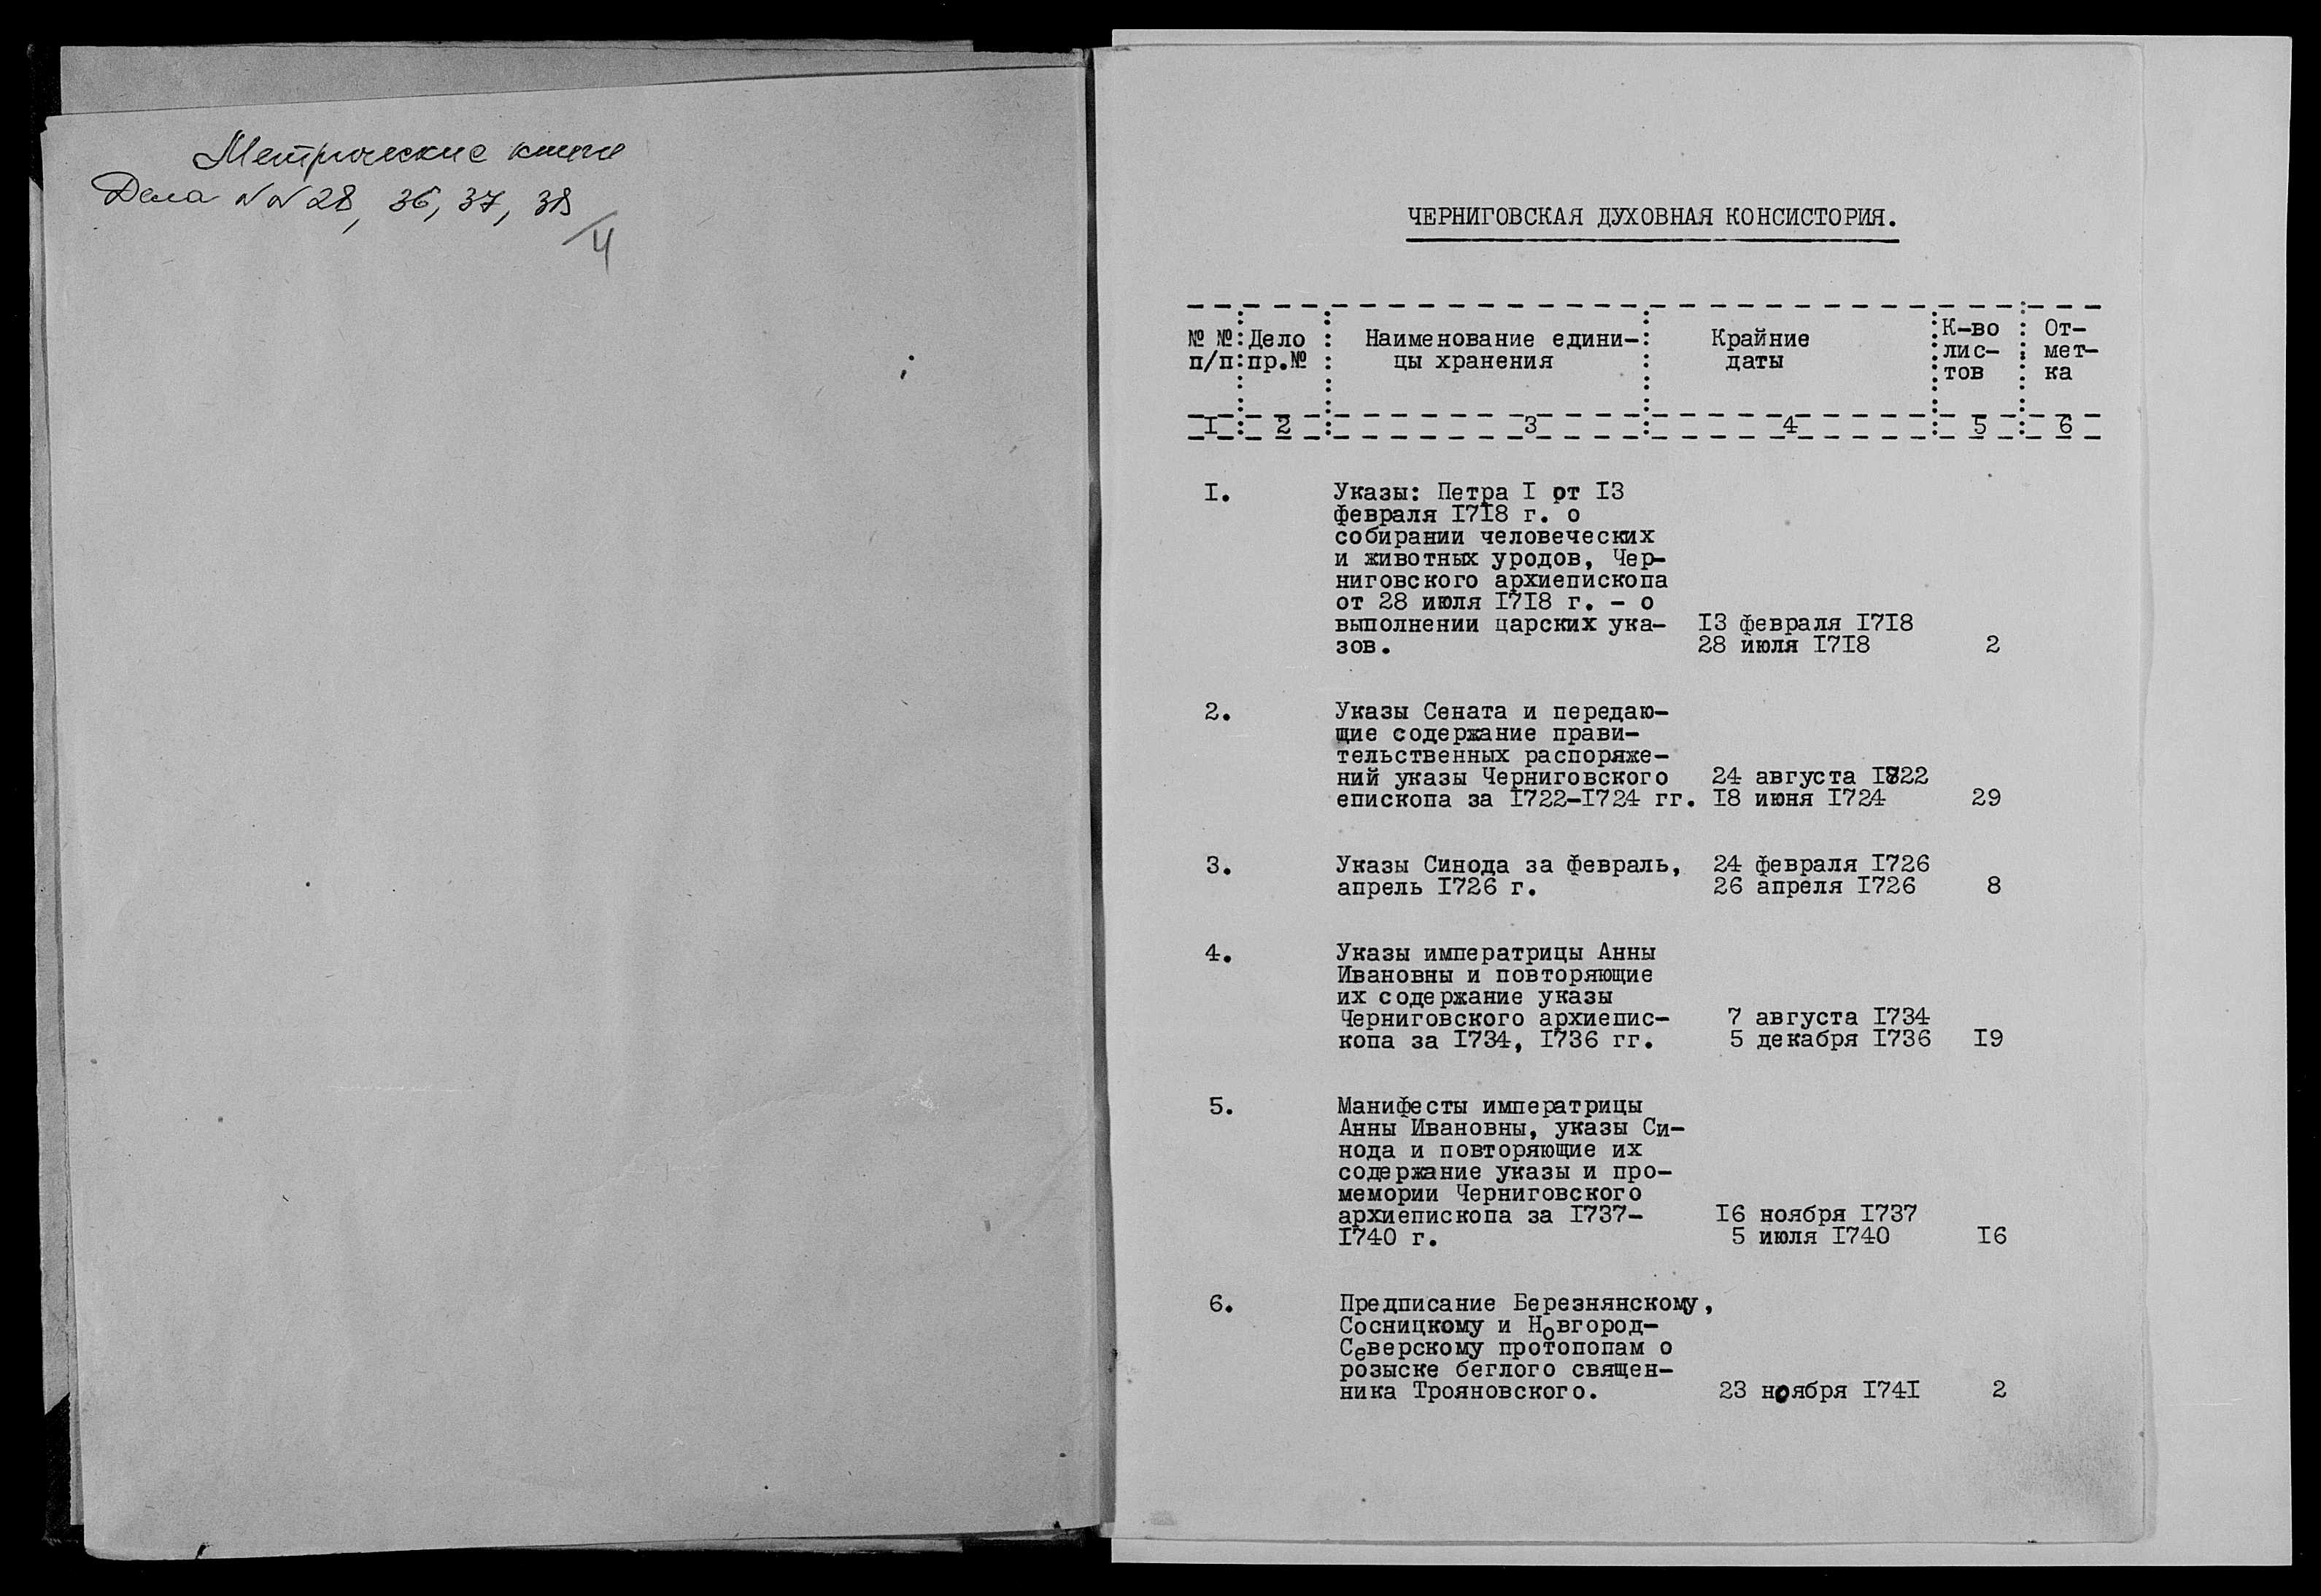 Метрические книги
Дела №№ 28, 36, 37, 38
/4
ЧЕРНИГОВСКАЯ ДУХОВНАЯ КОНСИСТОРИЯ.
№ № п/п : Дело пр.№ : Наименование едини-цы хранения : Крайние даты : К-во лис-тов : От-мет-ка
I : 2 : 3 : 4 : 5 : 6
I. Указы: Петра I от I3
февраля I7I8 г. о
собирании человеческих
и животных уродов, Чер-
ниговского архиепископа
от 28 июля I7I8 г. - о
выполнении царских ука- I3 февраля I7I8
зов. 28 июля I7I8 2
2. Указы Сената и передаю-
щие содержание прави-
тельственных распоряже-
ний указы Черниговского 24 августа I722
епископа за I722-I724 гг. I8 июня I724 29
3. Указы Синода за февраль, 24 февраля I726
апрель I726 г. 26 апреля I726 8
4. Указы императрицы Анны
Ивановны и повторяющие
их содержание указы
Черниговского архиепис- 7 августа I734
копа за I734, I736 гг. 5 декабря I736 I9
5. Манифесты императрицы
Анны Ивановны, указы Си-
нода и повторяющие их
содержание указы и про-
мемории Черниговского
архиепископа за I737- I6 ноября I737
I740 г. 5 июля I740 I6
6. Предписание Березнянскому,
Сосницкому и Новгород-
Северскому протопопам о
розыске беглого священ-
ника Трояновского. 23 ноября I74I 2